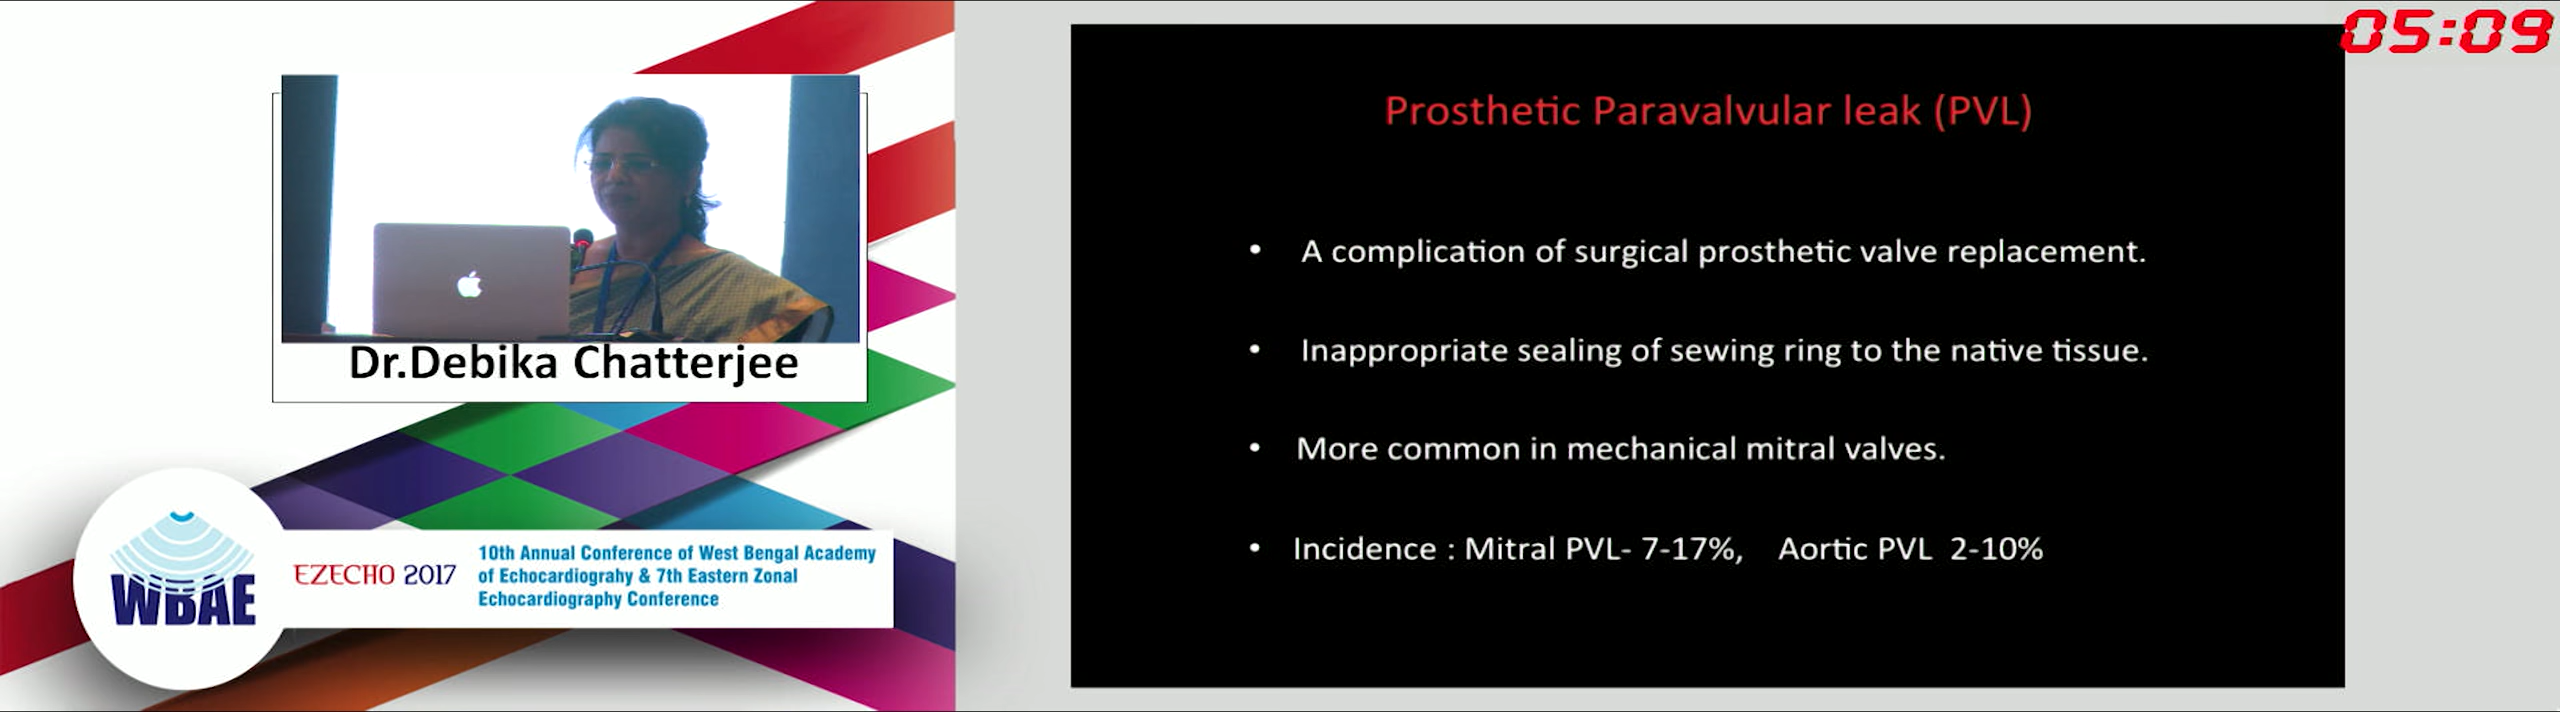 05:09
Prosthetic Paravalvular leak (PVL)
• A complication of surgical prosthetic valve replacement.
• Inappropriate sealing of sewing ring to the native tissue.
• More common in mechanical mitral valves.
• Incidence : Mitral PVL- 7-17%, Aortic PVL 2-10%
Dr.Debika Chatterjee
WBAE
EZECHO 2017
10th Annual Conference of West Bengal Academy
of Echocardiograhy & 7th Eastern Zonal
Echocardiography Conference